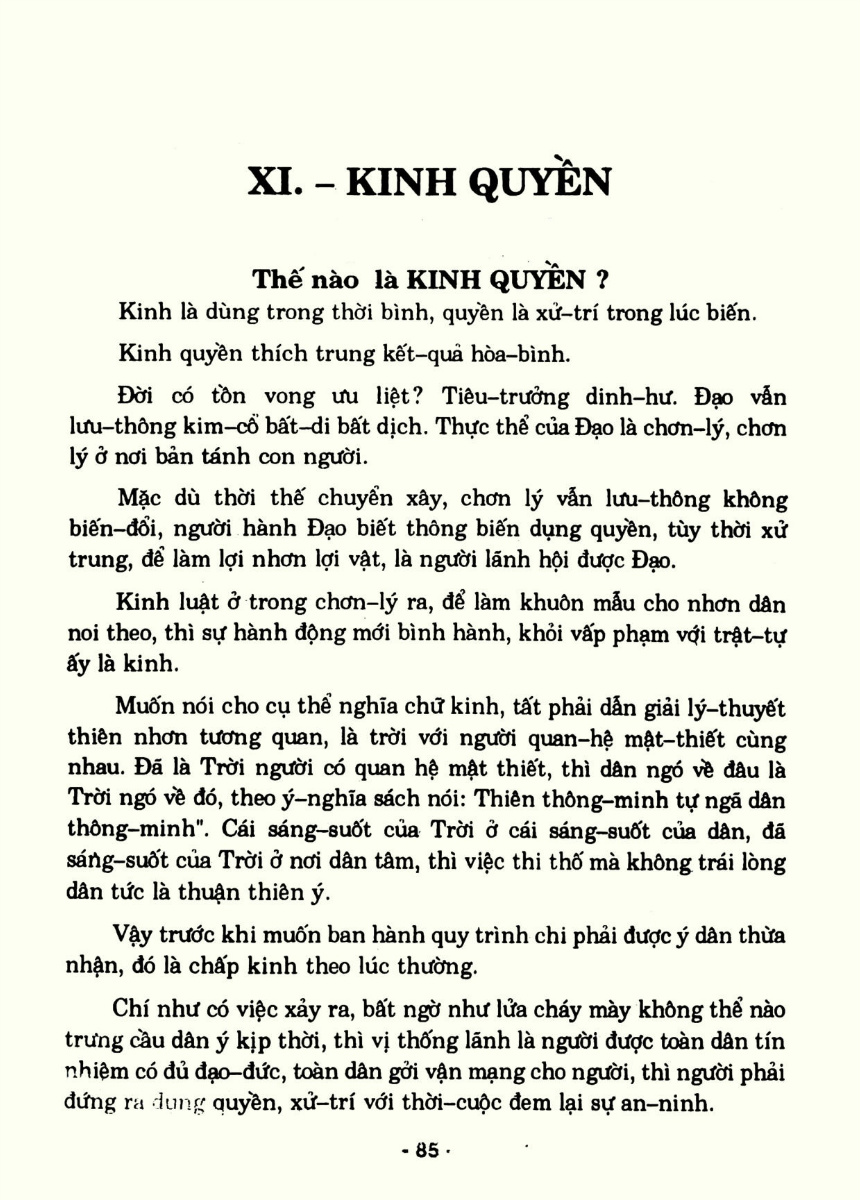 XI. – KINH QUYỀN
Thế nào là KINH QUYỀN ?
Kinh là dùng trong thời bình, quyền là xử–trí trong lúc biến.
Kinh quyền thích trung kết–quả hòa–bình.
Đời có tồn vong ưu liệt? Tiêu–trưởng dinh–hư. Đạo vẫn
lưu–thông kim–cổ bất–di bất dịch. Thực thể của Đạo là chơn–lý, chơn
lý ở nơi bản tánh con người.
Mặc dù thời thế chuyển xây, chơn lý vẫn lưu–thông không
biến–đổi, người hành Đạo biết thông biến dụng quyền, tùy thời xử
trung, để làm lợi nhơn lợi vật, là người lãnh hội được Đạo.
Kinh luật ở trong chơn–lý ra, để làm khuôn mẫu cho nhơn dân
noi theo, thì sự hành động mới bình hành, khỏi vấp phạm với trật–tự
ấy là kinh.
Muốn nói cho cụ thể nghĩa chữ kinh, tất phải dẫn giải lý–thuyết
thiên nhơn tương quan, là trời với người quan–hệ mật–thiết cùng
nhau. Đã là Trời người có quan hệ mật thiết, thì dân ngó về đâu là
Trời ngó về đó, theo ý–nghĩa sách nói: Thiên thông–minh tự ngã dân
thông–minh". Cái sáng–suốt của Trời ở cái sáng–suốt của dân, đã
sáng–suốt của Trời ở nơi dân tâm, thì việc thi thố mà không trái lòng
dân tức là thuận thiên ý.
Vậy trước khi muốn ban hành quy trình chi phải được ý dân thừa
nhận, đó là chấp kinh theo lúc thường.
Chí như có việc xảy ra, bất ngờ như lửa cháy mày không thể nào
trưng cầu dân ý kịp thời, thì vị thống lãnh là người được toàn dân tín
nhiệm có đủ đạo–đức, toàn dân gởi vận mạng cho người, thì người phải
đứng ra dung quyền, xử–trí với thời–cuộc đem lại sự an–ninh.
- 85 -